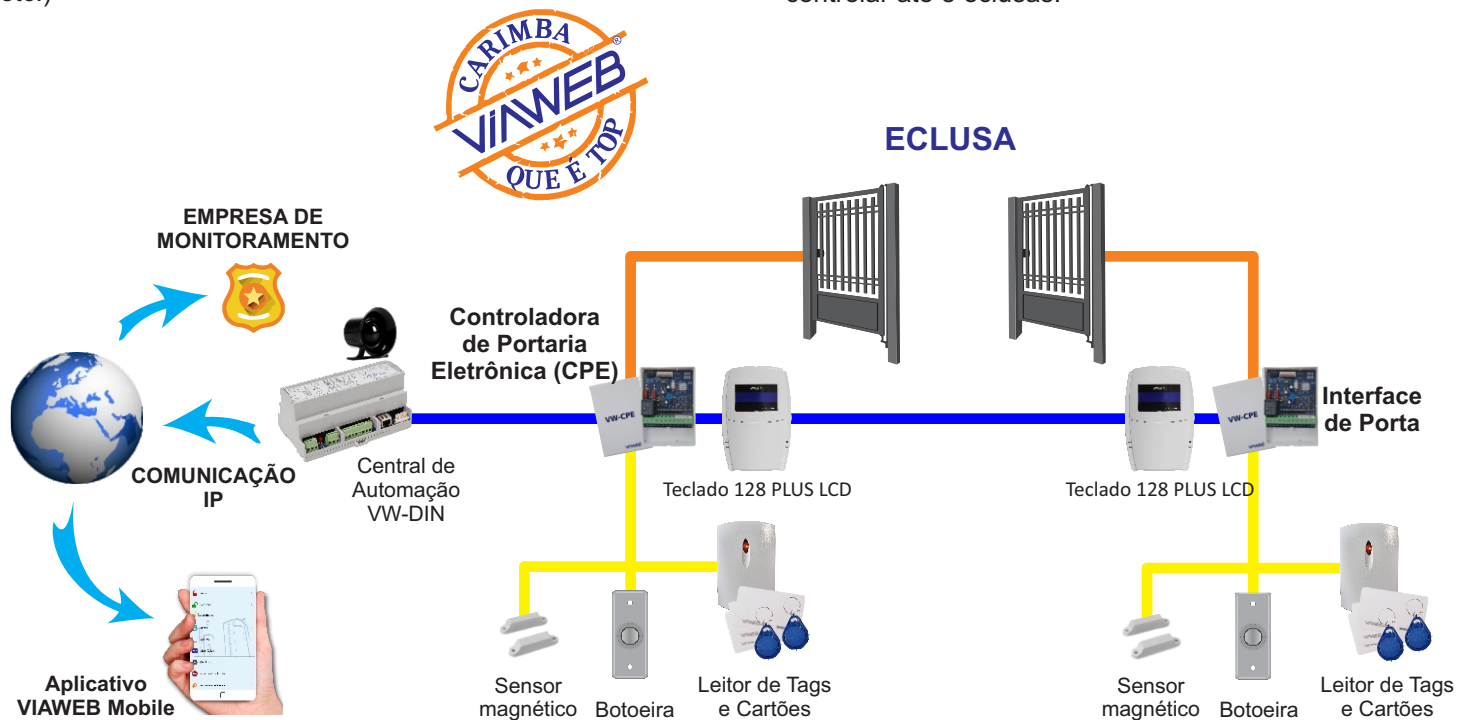 CARIMBA
VIAWEB®
QUE É TOP
ECLUSA
EMPRESA DE
MONITORAMENTO
Controladora
de Portaria
Eletrônica (CPE)
VW-CPE
VW-CPE
Interface
de Porta
COMUNICAÇÃO
IP
Central de
Automação
VW-DIN
Teclado 128 PLUS LCD
Teclado 128 PLUS LCD
Aplicativo
VIAWEB Mobile
Sensor
magnético
Botoeira
Leitor de Tags
e Cartões
Sensor
magnético
Botoeira
Leitor de Tags
e Cartões